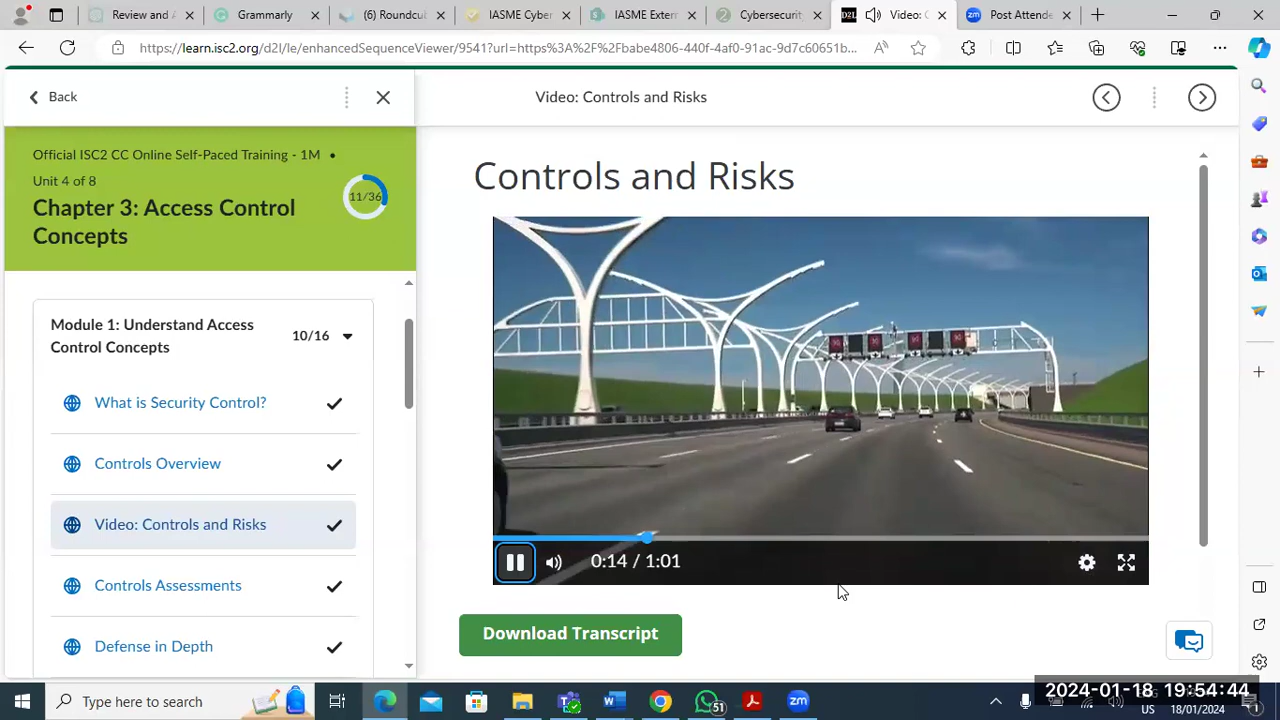 Review and A
Grammarly
(6) Roundcub
IASME Cyber
IASME Extern
Cybersecurity
D2L
Video: C
Post Attende
https://learn.isc2.org/d2l/le/enhancedSequenceViewer/9541?url=https%3A%2F%2Fbabe4806-440f-4af0-91ac-9d7c60651b...
Back
Video: Controls and Risks
Official ISC2 CC Online Self-Paced Training - 1M •
Unit 4 of 8
Chapter 3: Access Control
Concepts
11/36
Controls and Risks
Module 1: Understand Access
Control Concepts
10/16
What is Security Control?
Controls Overview
Video: Controls and Risks
Controls Assessments
Defense in Depth
0:14 / 1:01
Download Transcript
Type here to search
51
zm
US
2024-01-18 19:54:44
18/01/2024